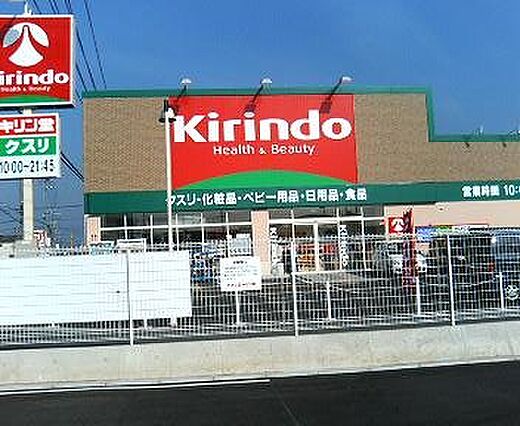 Kirindo
Health & Beauty
キリン堂
クスリ
10:00~21:45
Kirindo
Health & Beauty
クスリ・化粧品・ベビー用品・日用品・食品
営業時間 10:
Kirindo
Kirindo